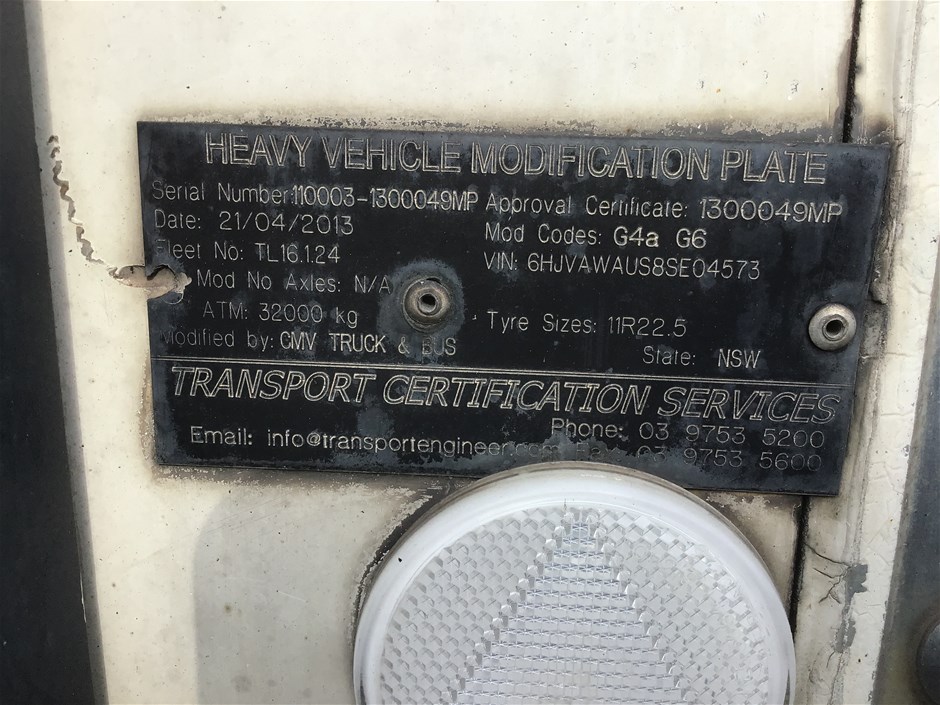 HEAVY VEHICLE MODIFICATION PLATE
Serial Number:110003-1300049MP Approval Certificate: 1300049MP
Date: 21/04/2013 Mod Codes: G4a G6
Fleet No: TL16.1.24 VIN: 6HJVAWAUS8SE04573
Mod No Axles: N/A
ATM: 32000 kg Tyre Sizes: 11R22.5
Modified by: CMV TRUCK & BUS State: NSW
TRANSPORT CERTIFICATION SERVICES
Phone: 03 9753 5200
Email: info@transportengineer.com Fax: 03 9753 5600